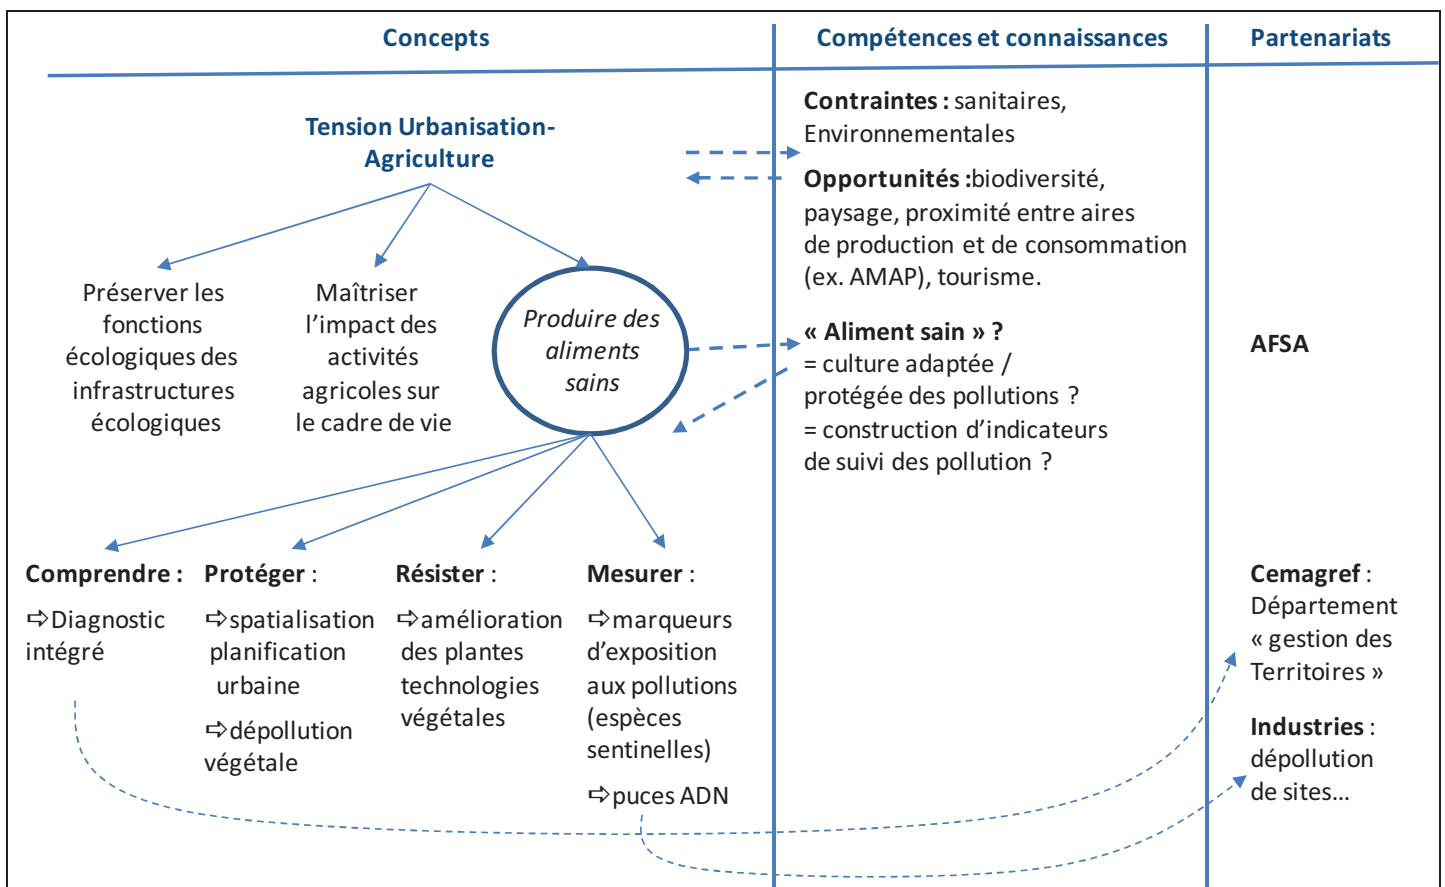 Concepts
Compétences et connaissances
Partenariats
Tension Urbanisation-
Agriculture
Préserver les
fonctions
écologiques des
infrastructures
écologiques
Maîtriser
l’impact des
activités
agricoles sur
le cadre de vie
Produire des
aliments
sains
Comprendre :
⇨Diagnostic
intégré
Protéger :
⇨spatialisation
planification
urbaine
⇨dépollution
végétale
Résister :
⇨amélioration
des plantes
technologies
végétales
Mesurer :
⇨marqueurs
d’exposition
aux pollutions
(espèces
sentinelles)
⇨puces ADN
Contraintes : sanitaires,
Environnementales
Opportunités :biodiversité,
paysage, proximité entre aires
de production et de consommation
(ex. AMAP), tourisme.
« Aliment sain » ?
= culture adaptée /
protégée des pollutions ?
= construction d’indicateurs
de suivi des pollution ?
AFSA
Cemagref :
Département
« gestion des
Territoires »
Industries :
dépollution
de sites...